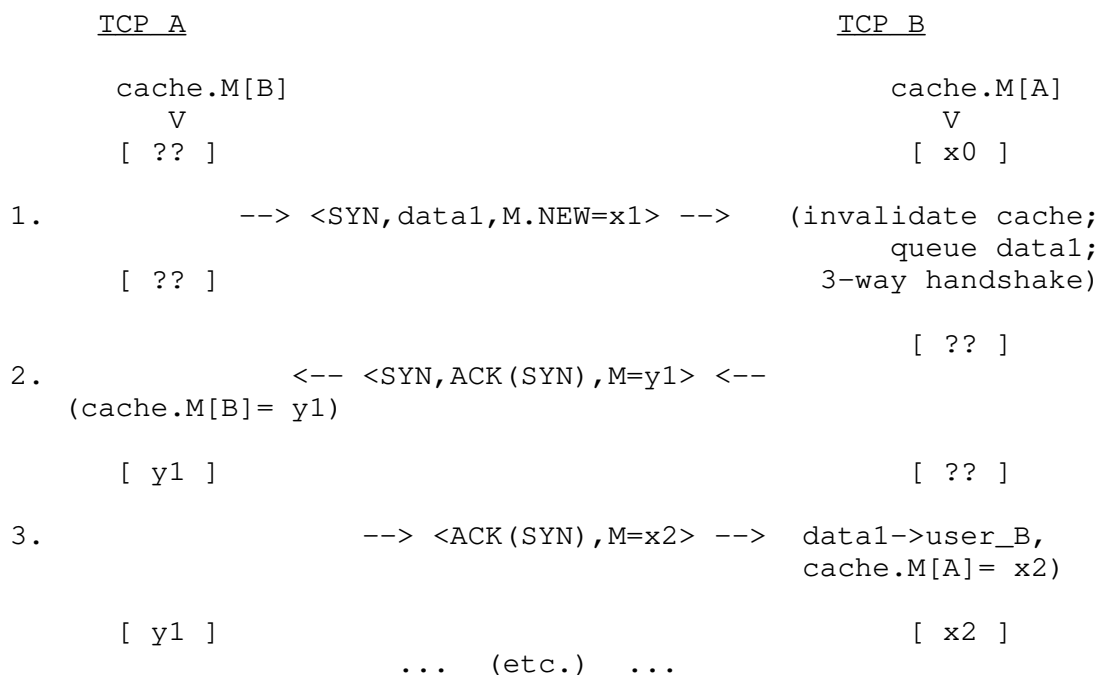 TCP A TCP B
cache.M[B] cache.M[A]
V V
[ ?? ] [ x0 ]
1. --> <SYN,data1,M.NEW=x1> --> (invalidate cache;
queue data1;
[ ?? ] 3-way handshake)
[ ?? ]
2. <-- <SYN,ACK(SYN),M=y1> <--
(cache.M[B]= y1)
[ y1 ] [ ?? ]
3. --> <ACK(SYN),M=x2> --> data1->user_B,
cache.M[A]= x2)
[ y1 ] [ x2 ]
... (etc.) ...